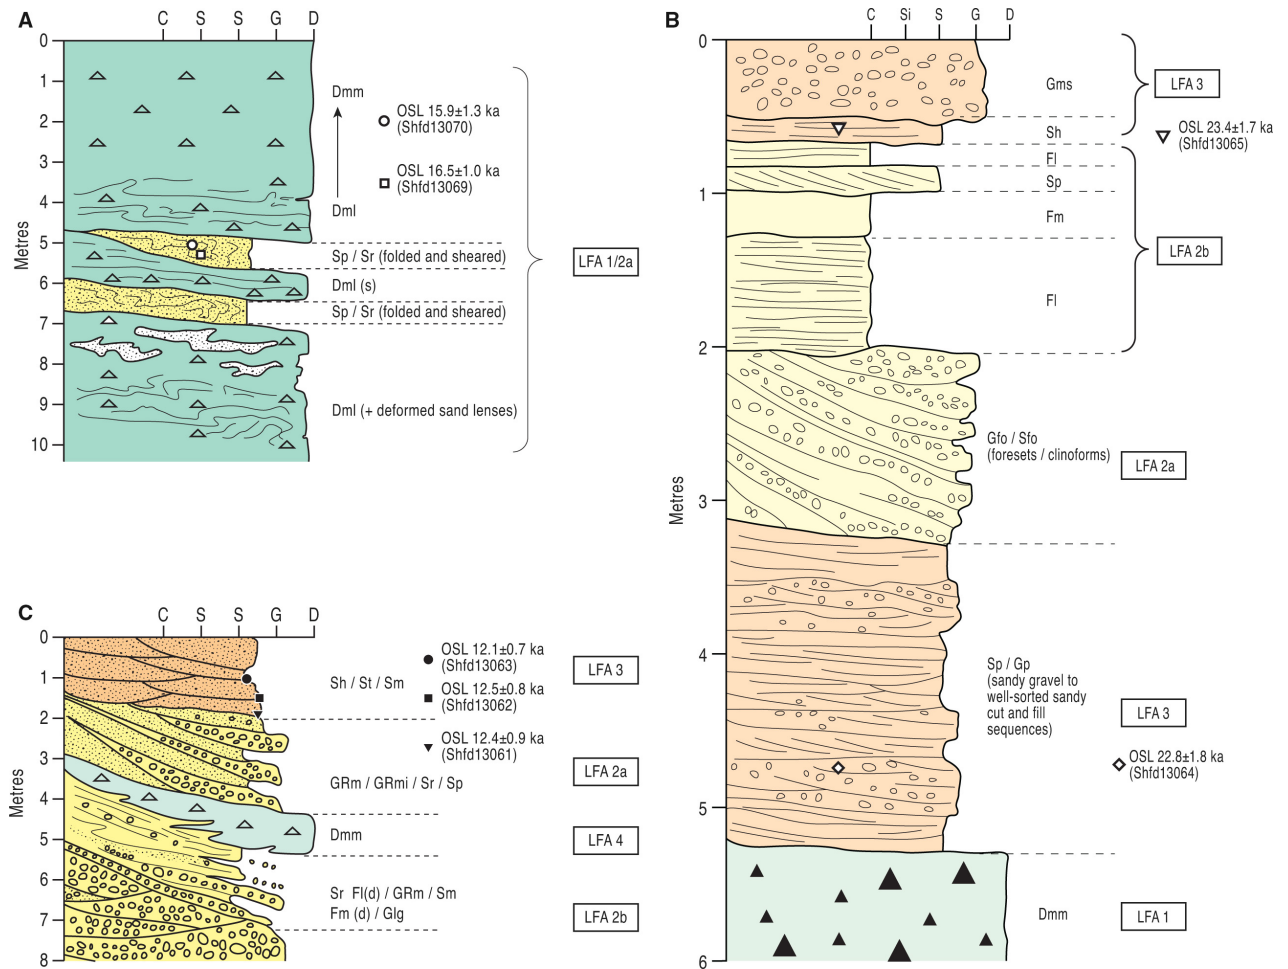 A
C S S G D
0
1
2
3
4
5
6
7
8
9
10
Metres
Dmm
Dml
OSL 15.9±1.3 ka
(Shfd13070)
OSL 16.5±1.0 ka
(Shfd13069)
Sp / Sr (folded and sheared)
Dml (s)
Sp / Sr (folded and sheared)
Dml (+ deformed sand lenses)
LFA 1/2a
B
C Si S G D
0
1
2
3
4
5
6
Metres
Gms
Sh
Fl
Sp
Fm
Fl
Gfo / Sfo
(foresets / clinoforms)
Sp / Gp
(sandy gravel to
well-sorted sandy
cut and fill
sequences)
Dmm
LFA 3
OSL 23.4±1.7 ka
(Shfd13065)
LFA 2b
LFA 2a
LFA 3
OSL 22.8±1.8 ka
(Shfd13064)
LFA 1
C
C S S G D
0
1
2
3
4
5
6
7
8
Metres
Sh / St / Sm
GRm / GRmi / Sr / Sp
Dmm
Sr Fl(d) / GRm / Sm
Fm (d) / Glg
OSL 12.1±0.7 ka
(Shfd13063)
OSL 12.5±0.8 ka
(Shfd13062)
OSL 12.4±0.9 ka
(Shfd13061)
LFA 3
LFA 2a
LFA 4
LFA 2b